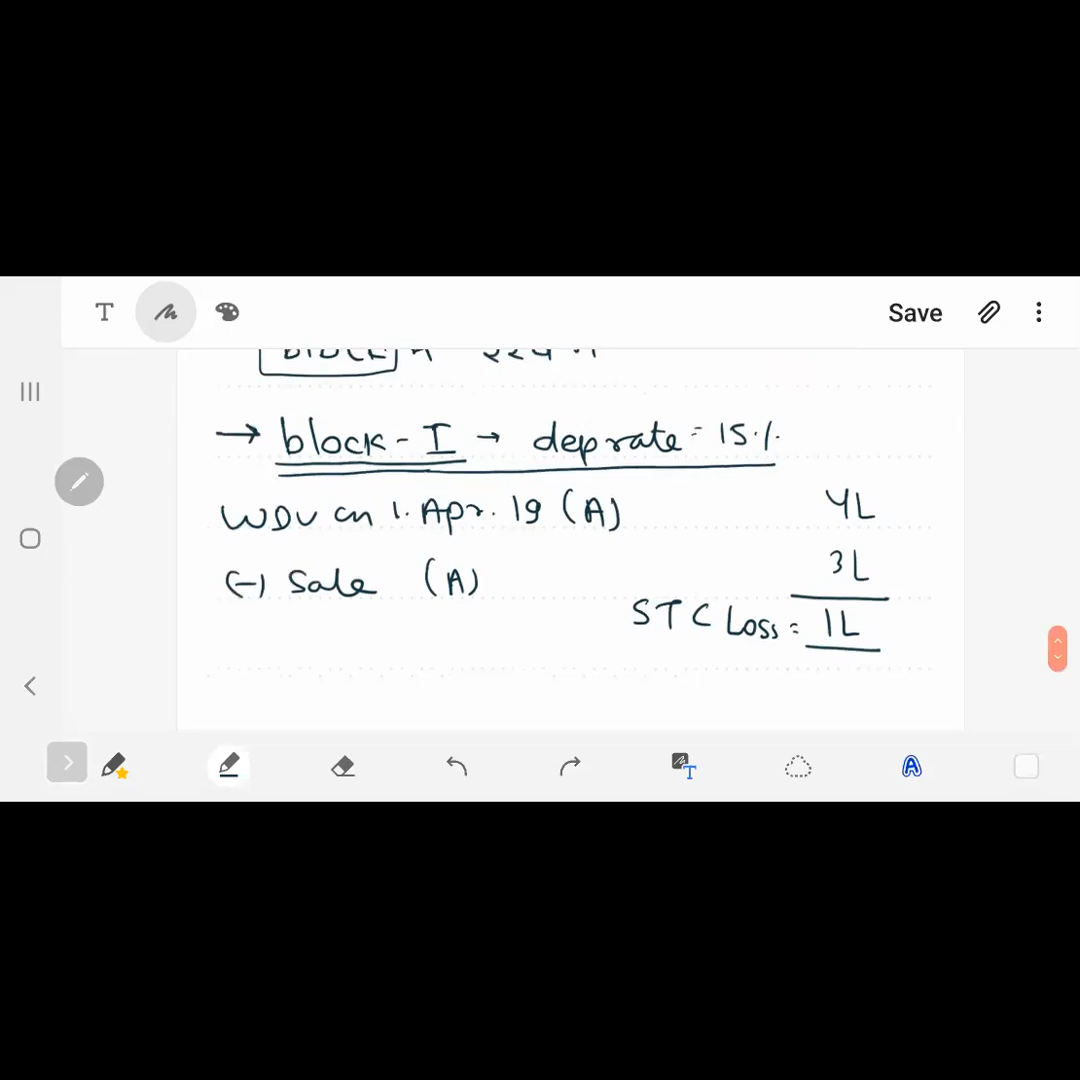 T Save
→ block - I → dep rate = 15%
WDV on 1. Apr. 19 (A) 4L
(-) Sale (A) 3L
STC Loss = 1L
T A